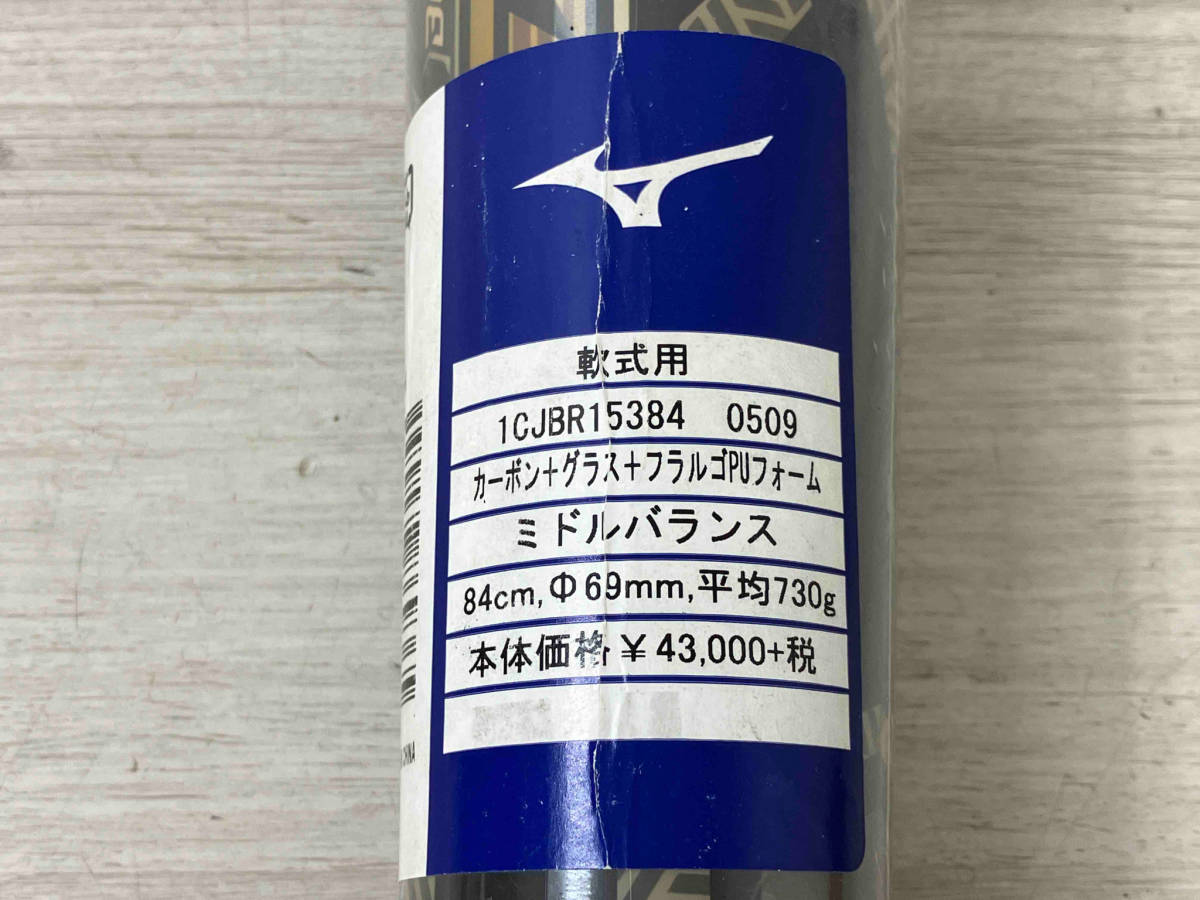 軟式用
1CJBR15384 0509
カーボン+グラス+フラルゴPUフォーム
ミドルバランス
84cm,Φ69mm,平均730g
本体価格¥43,000+税
CHINA